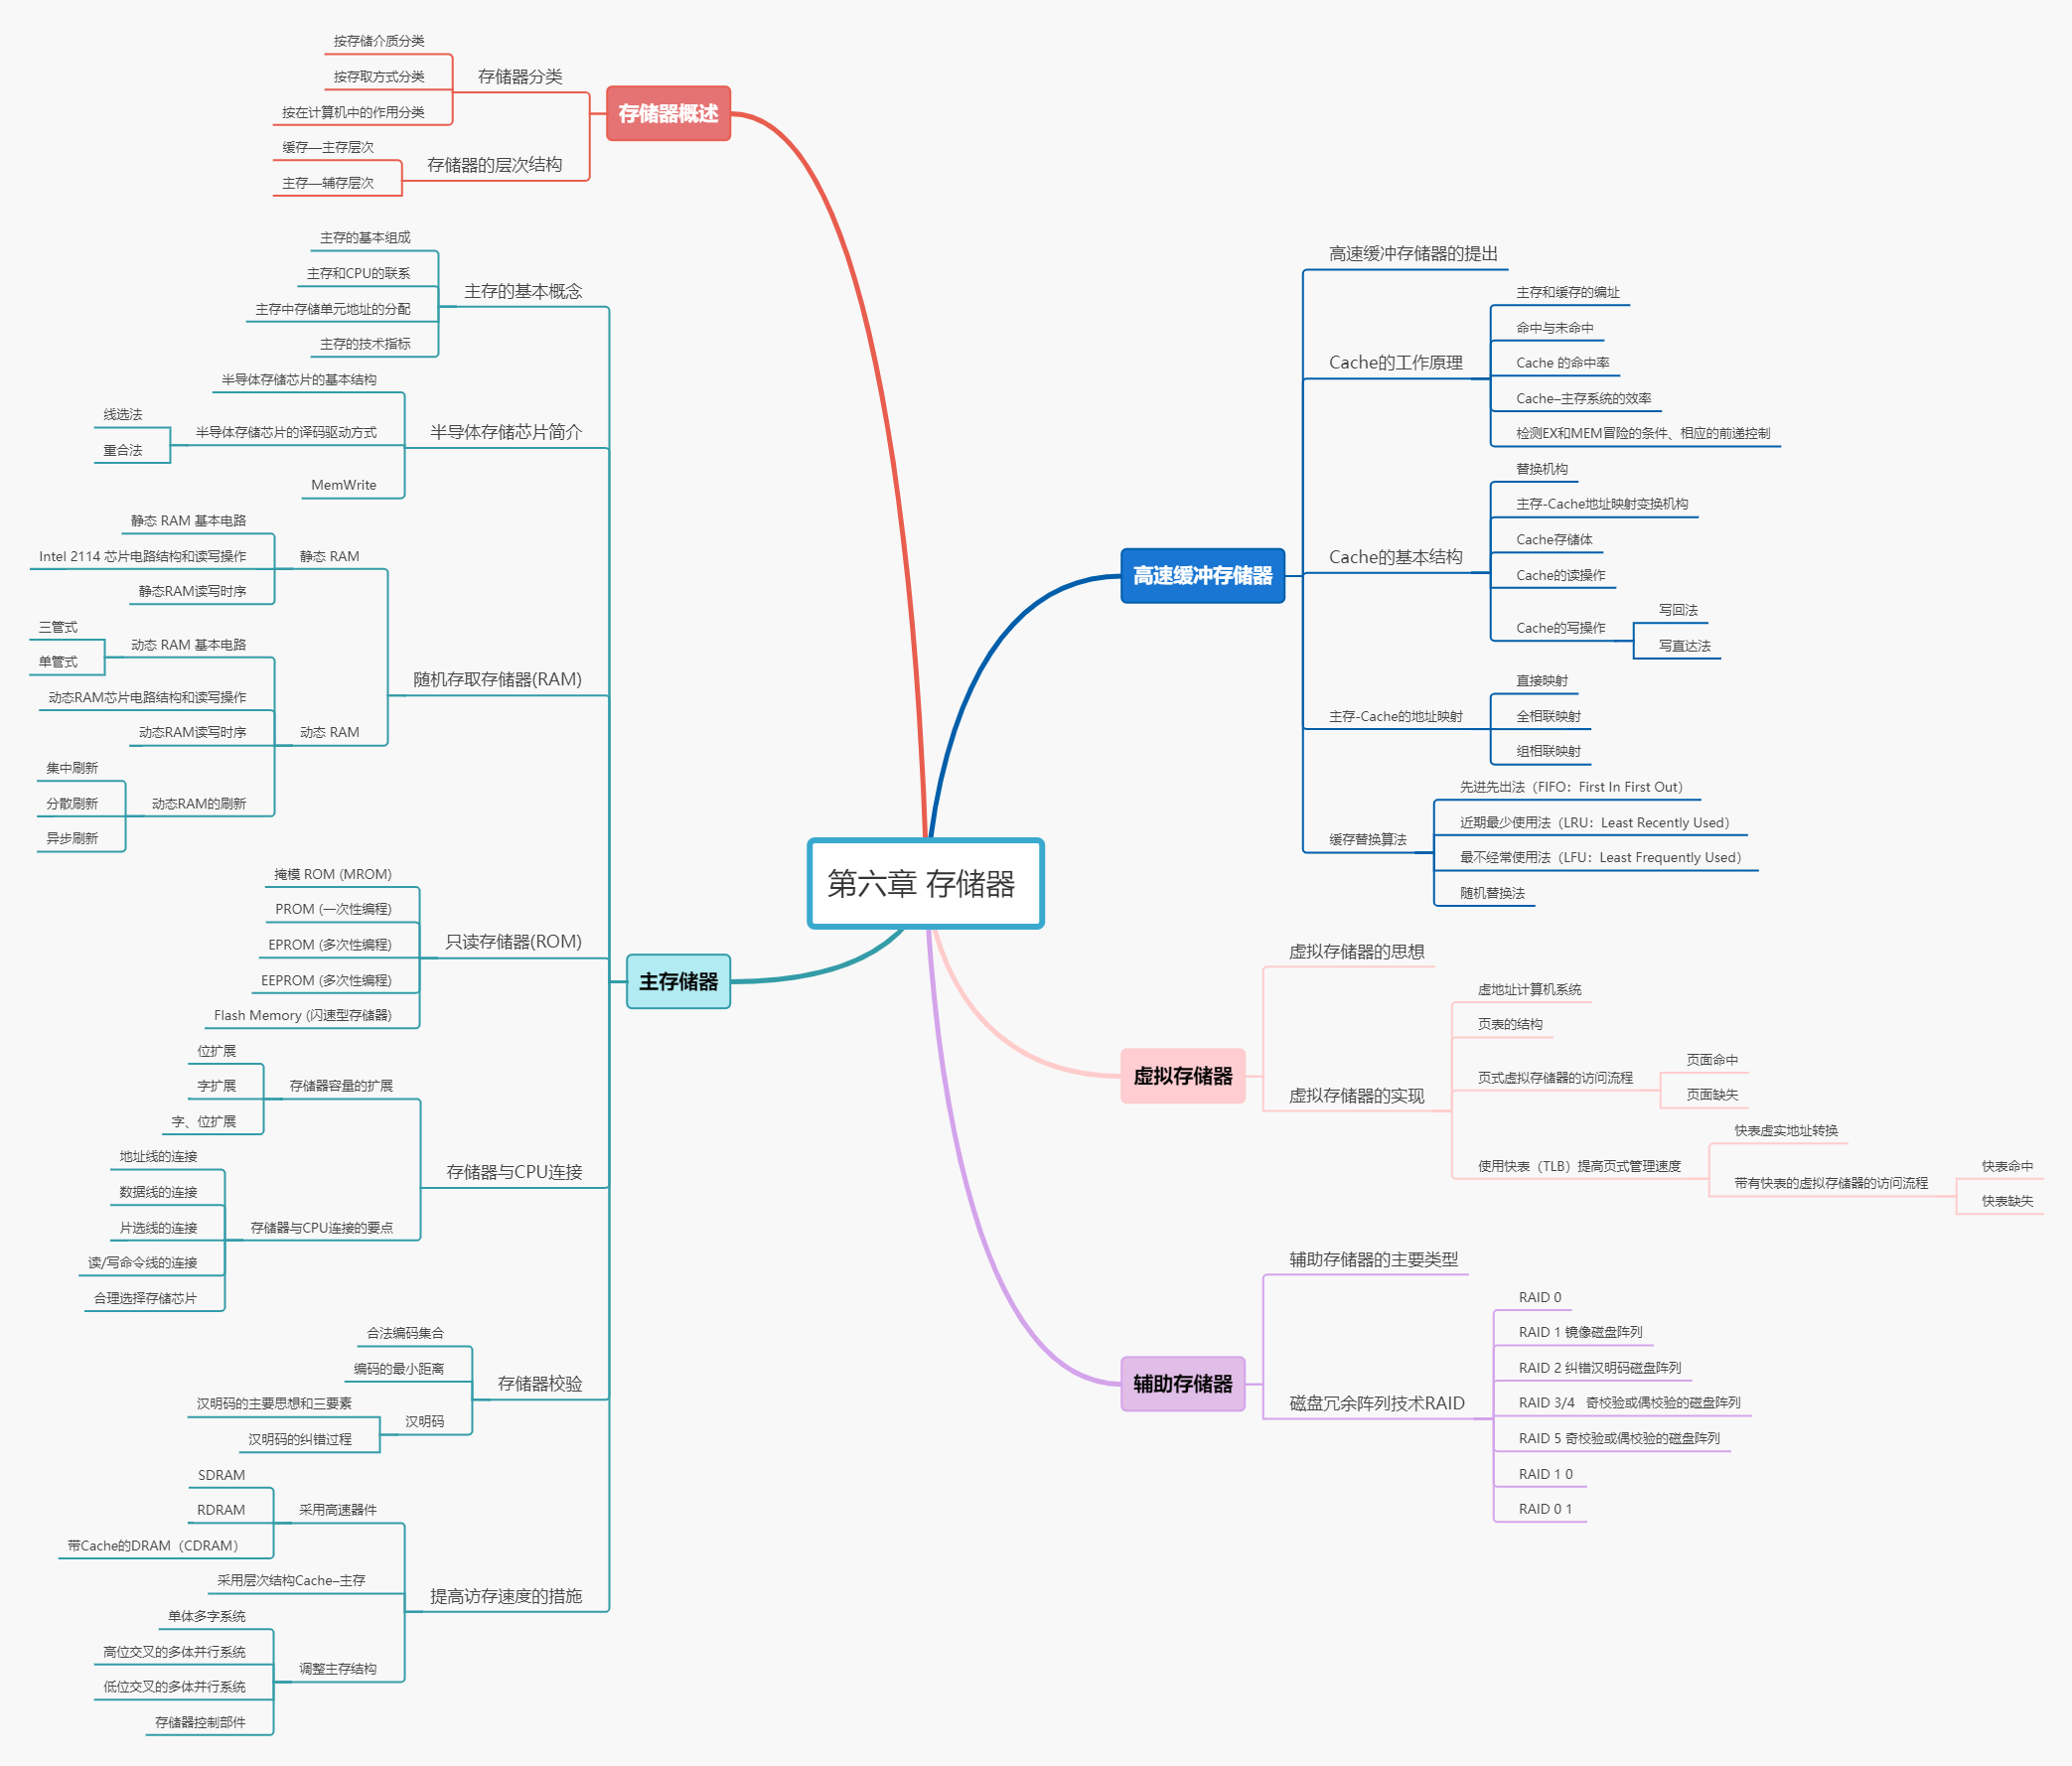 第六章 存储器
存储器概述
存储器分类
按存储介质分类
按存取方式分类
按在计算机中的作用分类
存储器的层次结构
缓存—主存层次
主存—辅存层次
主存储器
主存的基本概念
主存的基本组成
主存和CPU的联系
主存中存储单元地址的分配
主存的技术指标
半导体存储芯片简介
半导体存储芯片的基本结构
半导体存储芯片的译码驱动方式
线选法
重合法
MemWrite
随机存取存储器(RAM)
静态 RAM
静态 RAM 基本电路
Intel 2114 芯片电路结构和读写操作
静态RAM读写时序
动态 RAM
动态 RAM 基本电路
三管式
单管式
动态RAM芯片电路结构和读写操作
动态RAM读写时序
动态RAM的刷新
集中刷新
分散刷新
异步刷新
只读存储器(ROM)
掩模 ROM (MROM)
PROM (一次性编程)
EPROM (多次性编程)
EEPROM (多次性编程)
Flash Memory (闪速型存储器)
存储器与CPU连接
存储器容量的扩展
位扩展
字扩展
字、位扩展
存储器与CPU连接的要点
地址线的连接
数据线的连接
片选线的连接
读/写命令线的连接
合理选择存储芯片
存储器校验
合法编码集合
编码的最小距离
汉明码
汉明码的主要思想和三要素
汉明码的纠错过程
提高访存速度的措施
采用高速器件
SDRAM
RDRAM
带Cache的DRAM（CDRAM）
采用层次结构Cache–主存
调整主存结构
单体多字系统
高位交叉的多体并行系统
低位交叉的多体并行系统
存储器控制部件
高速缓冲存储器
高速缓冲存储器的提出
Cache的工作原理
主存和缓存的编址
命中与未命中
Cache 的命中率
Cache–主存系统的效率
检测EX和MEM冒险的条件、相应的前递控制
Cache的基本结构
替换机构
主存-Cache地址映射变换机构
Cache存储体
Cache的读操作
Cache的写操作
写回法
写直达法
主存-Cache的地址映射
直接映射
全相联映射
组相联映射
缓存替换算法
先进先出法（FIFO：First In First Out）
近期最少使用法（LRU：Least Recently Used）
最不经常使用法（LFU：Least Frequently Used）
随机替换法
虚拟存储器
虚拟存储器的思想
虚拟存储器的实现
虚地址计算机系统
页表的结构
页式虚拟存储器的访问流程
页面命中
页面缺失
使用快表（TLB）提高页式管理速度
快表虚实地址转换
带有快表的虚拟存储器的访问流程
快表命中
快表缺失
辅助存储器
辅助存储器的主要类型
磁盘冗余阵列技术RAID
RAID 0
RAID 1 镜像磁盘阵列
RAID 2 纠错汉明码磁盘阵列
RAID 3/4 奇校验或偶校验的磁盘阵列
RAID 5 奇校验或偶校验的磁盘阵列
RAID 1 0
RAID 0 1